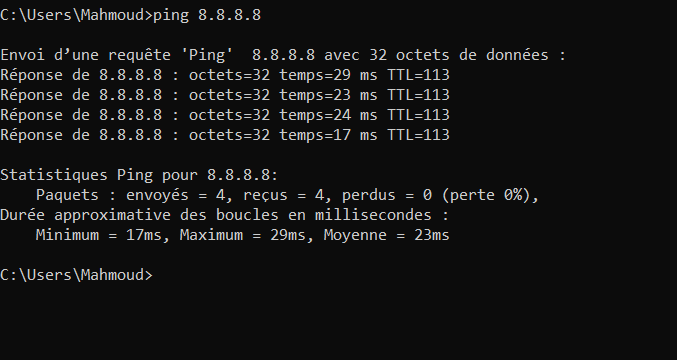 C:\Users\Mahmoud>ping 8.8.8.8
Envoi d’une requête 'Ping'  8.8.8.8 avec 32 octets de données :
Réponse de 8.8.8.8 : octets=32 temps=29 ms TTL=113
Réponse de 8.8.8.8 : octets=32 temps=23 ms TTL=113
Réponse de 8.8.8.8 : octets=32 temps=24 ms TTL=113
Réponse de 8.8.8.8 : octets=32 temps=17 ms TTL=113
Statistiques Ping pour 8.8.8.8:
    Paquets : envoyés = 4, reçus = 4, perdus = 0 (perte 0%),
Durée approximative des boucles en millisecondes :
    Minimum = 17ms, Maximum = 29ms, Moyenne = 23ms
C:\Users\Mahmoud>